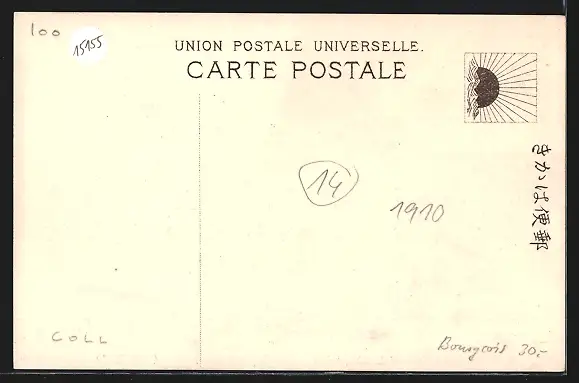 100
15155
UNION POSTALE UNIVERSELLE.
CARTE POSTALE
きかは便郵
14
1910
COLL
Bourgeois 30.-